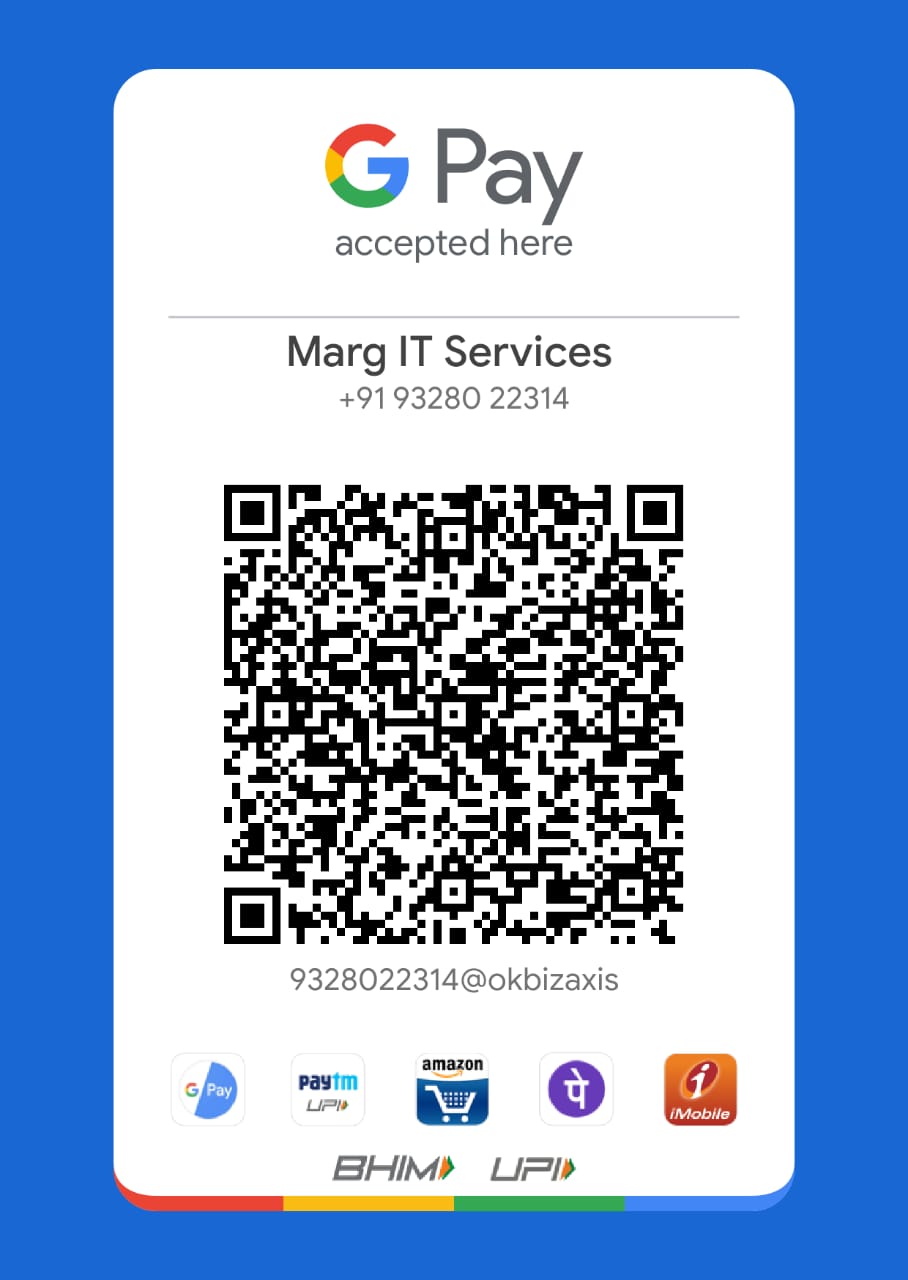 G Pay
accepted here
Marg IT Services
+91 93280 22314
9328022314@okbizaxis
G Pay
paytm
UPI
amazon
पे
i
iMobile
BHIM UPI